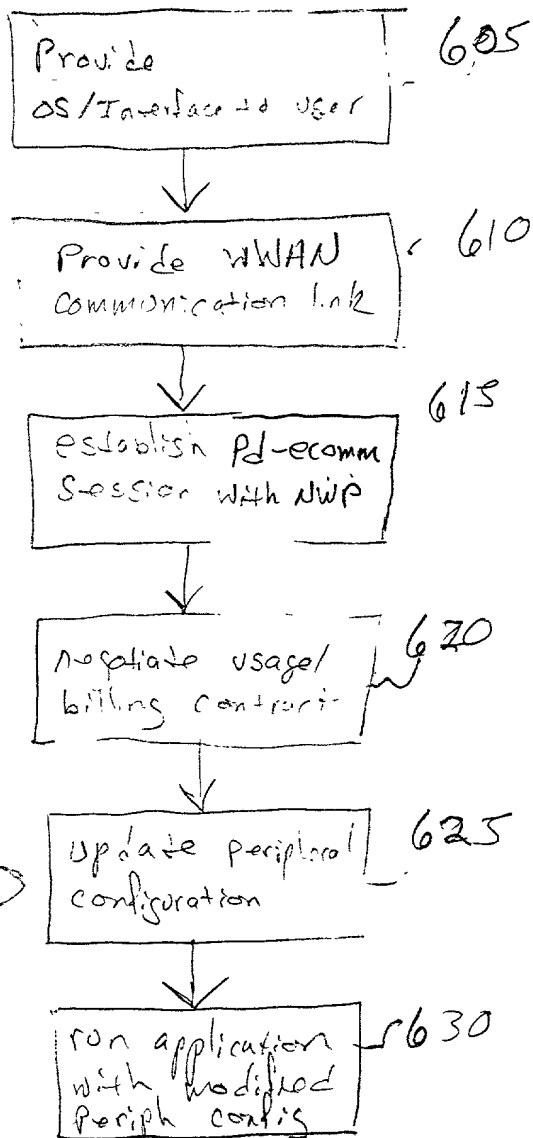 Provide
OS/Interface to user
605
Provide WWAN
communication link
610
establish Pd-ecomm
Session with NWP
615
negotiate usage/
billing contract
620
update peripheral
configuration
625
run application
with modified
Periph config
630